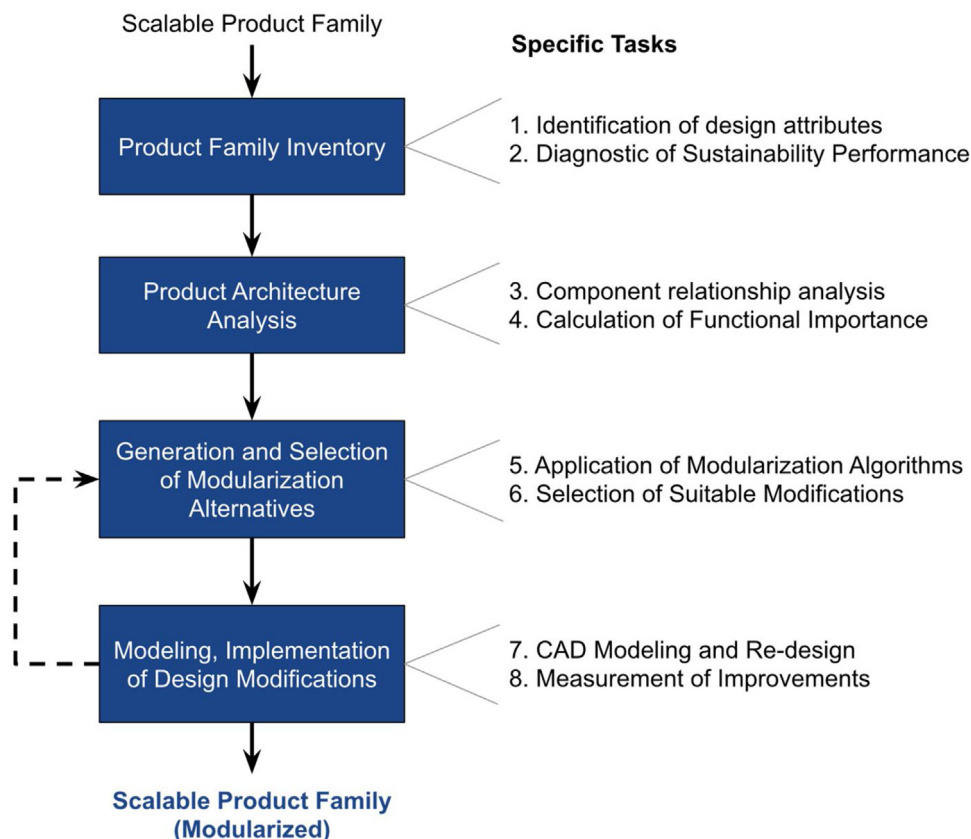 Scalable Product Family
Specific Tasks
Product Family Inventory
1. Identification of design attributes
2. Diagnostic of Sustainability Performance
Product Architecture
Analysis
3. Component relationship analysis
4. Calculation of Functional Importance
Generation and Selection
of Modularization
Alternatives
5. Application of Modularization Algorithms
6. Selection of Suitable Modifications
Modeling, Implementation
of Design Modifications
7. CAD Modeling and Re-design
8. Measurement of Improvements
Scalable Product Family
(Modularized)